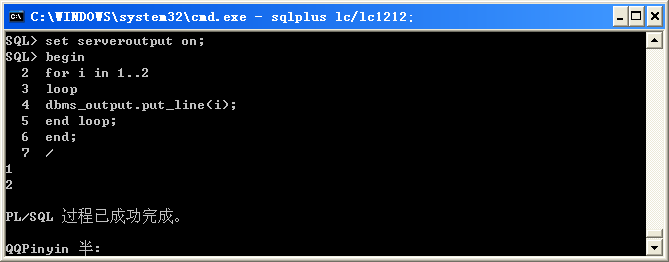 C:\WINDOWS\system32\cmd.exe - sqlplus lc/lc1212;
SQL> set serveroutput on;
SQL> begin
2 for i in 1..2
3 loop
4 dbms_output.put_line(i);
5 end loop;
6 end;
7 /
1
2
PL/SQL 过程已成功完成。
QQPinyin 半: